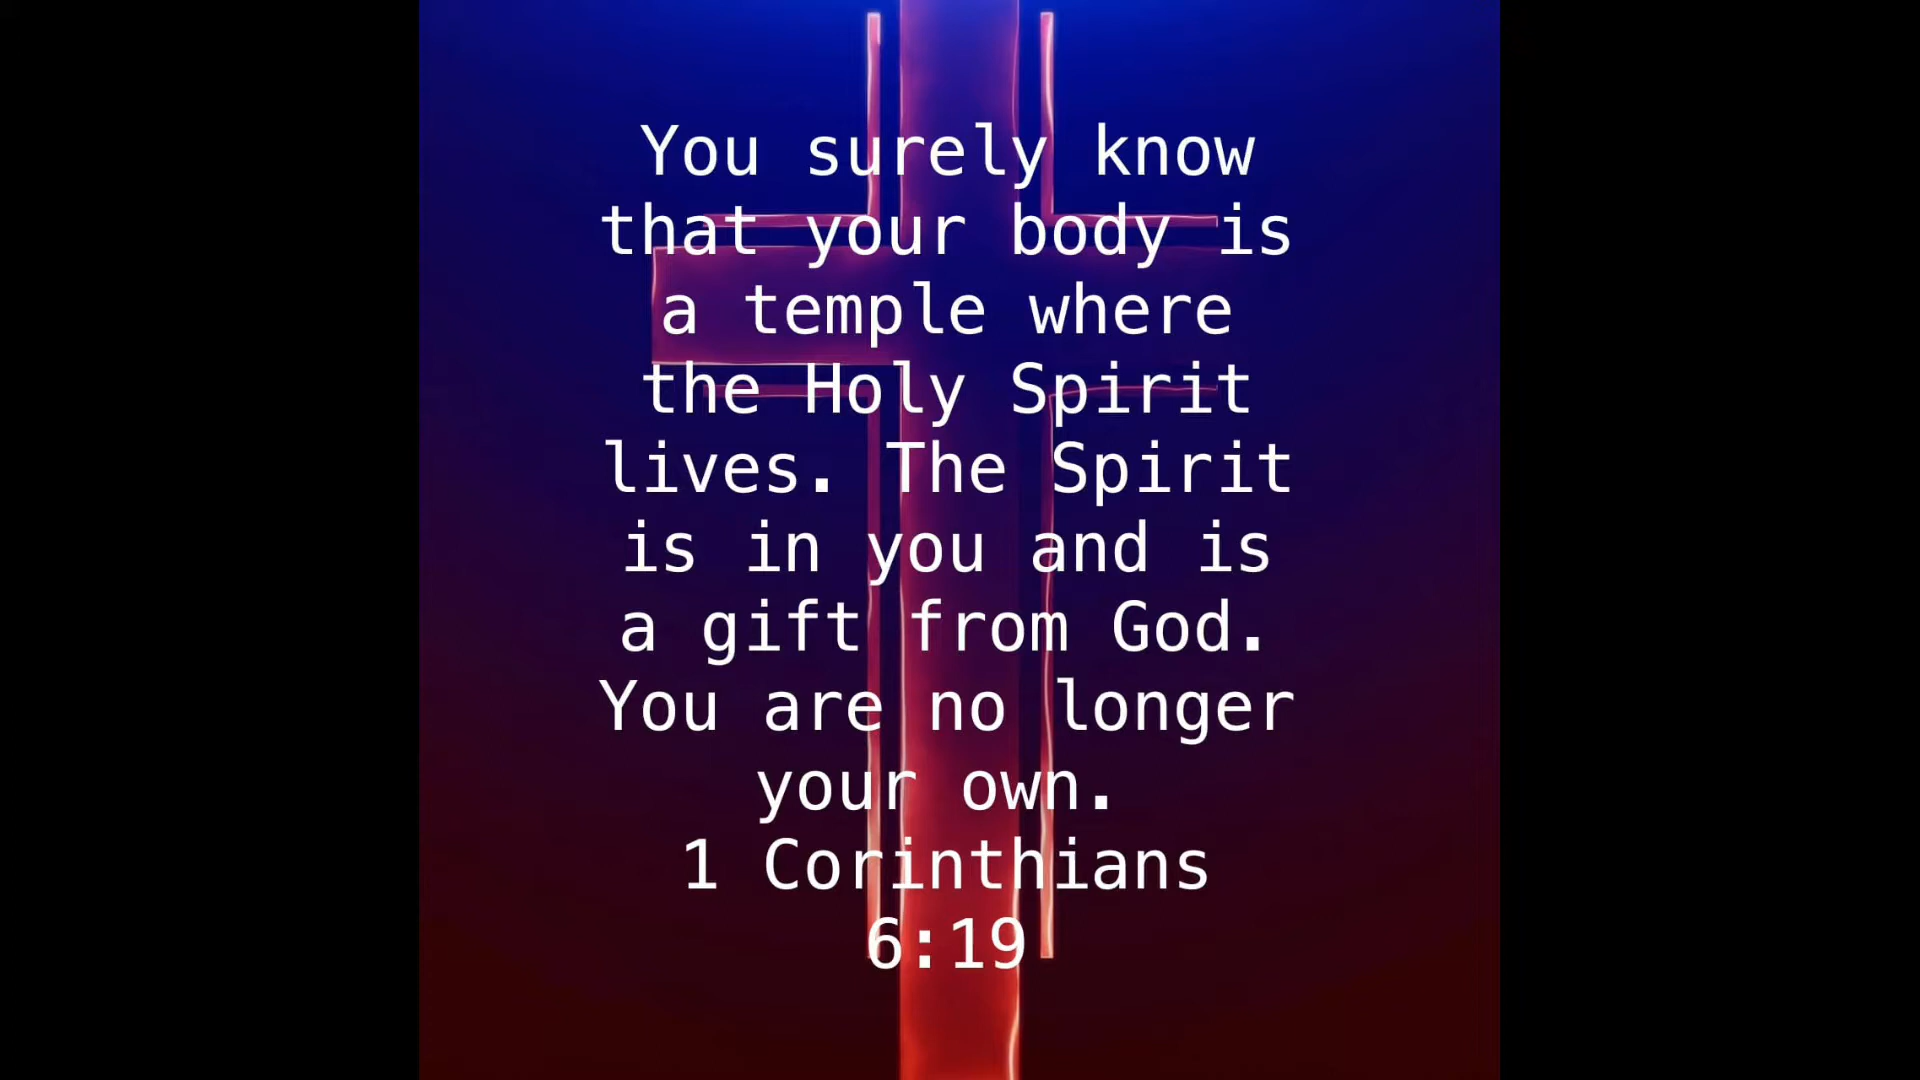 You surely know
that your body is
a temple where
the Holy Spirit
lives. The Spirit
is in you and is
a gift from God.
You are no longer
your own.
1 Corinthians
6:19